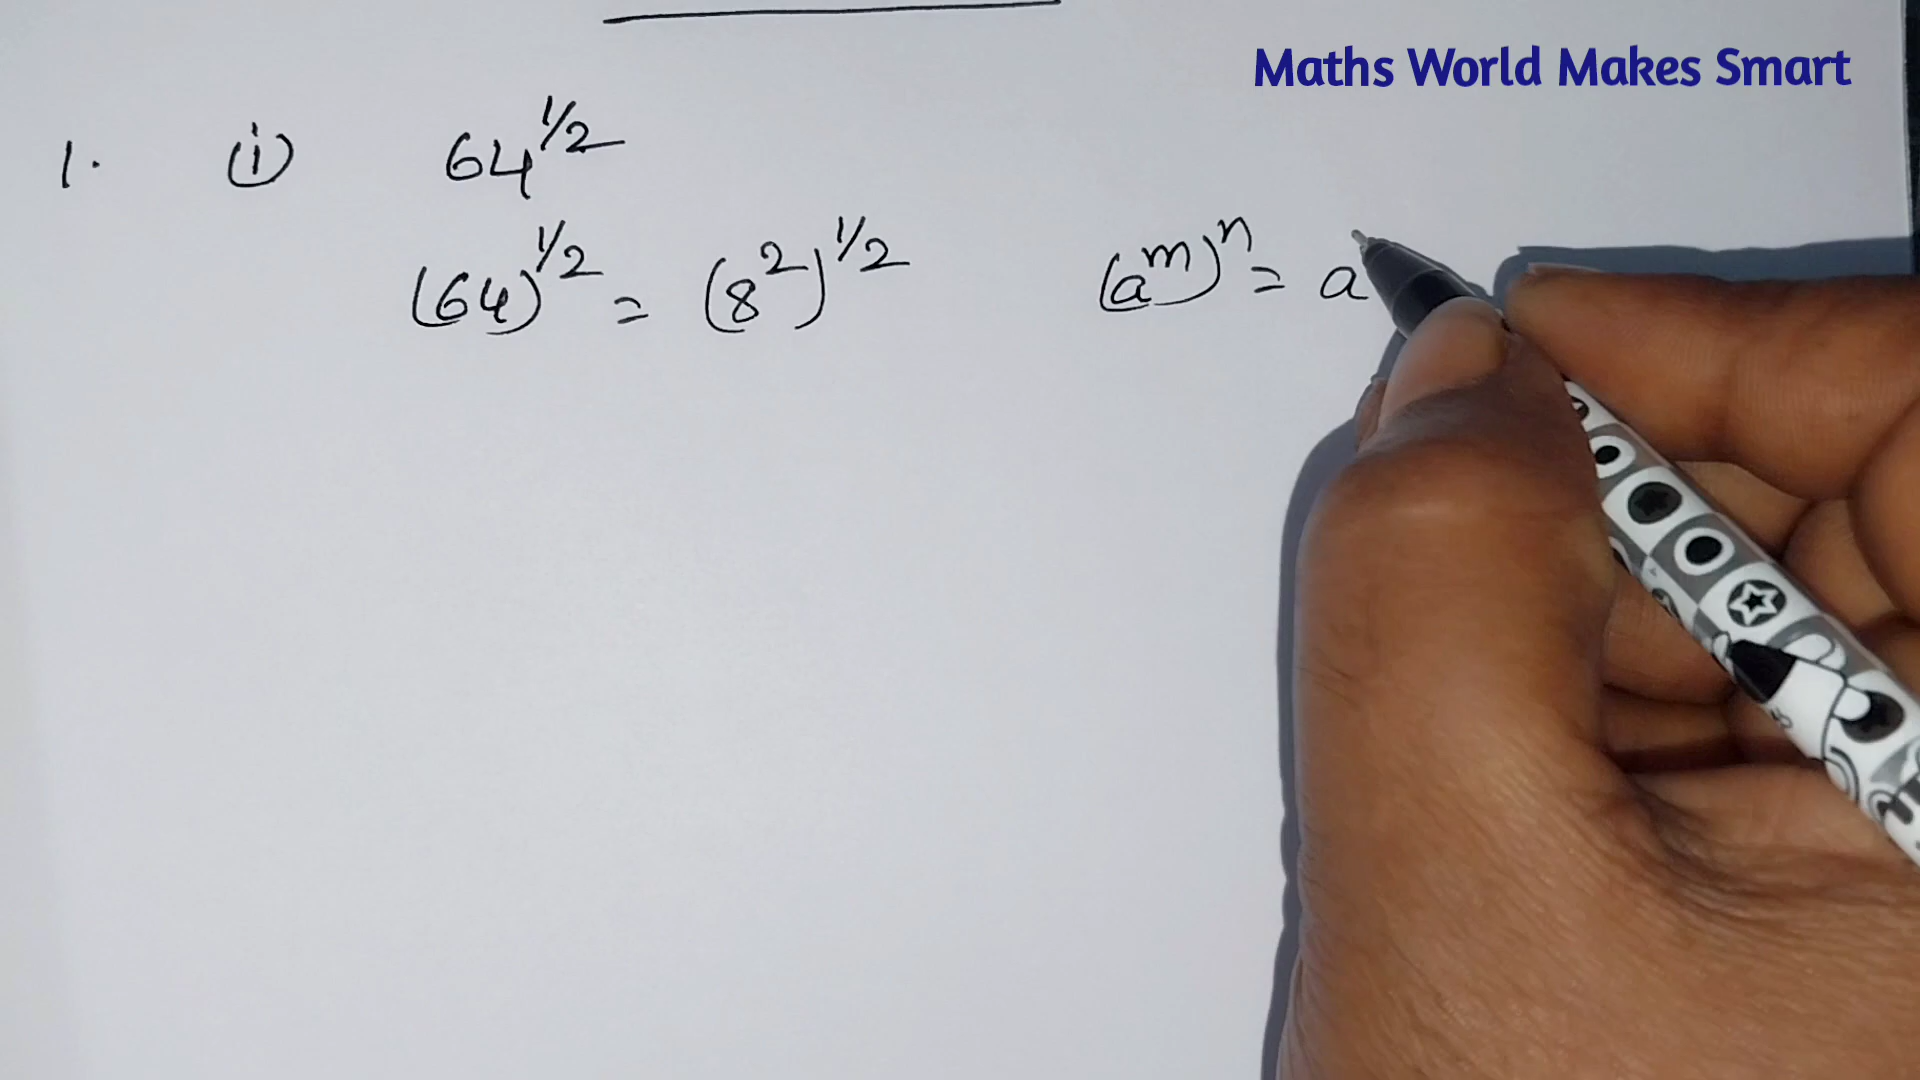 Maths World Makes Smart
1. (i) 64^1/2
(64)^1/2 = (8^2)^1/2 (a^m)^n = a